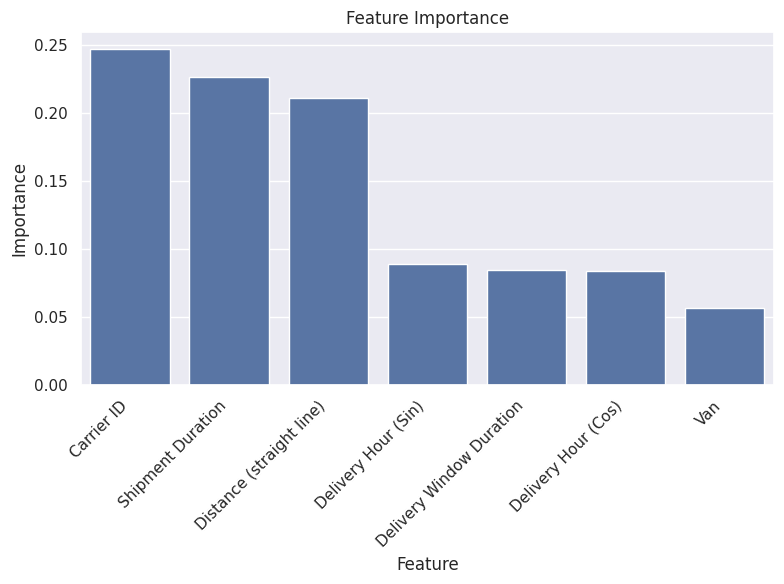 Feature Importance
Importance
0.25
0.20
0.15
0.10
0.05
0.00
Carrier ID
Shipment Duration
Distance (straight line)
Delivery Hour (Sin)
Delivery Window Duration
Delivery Hour (Cos)
Van
Feature